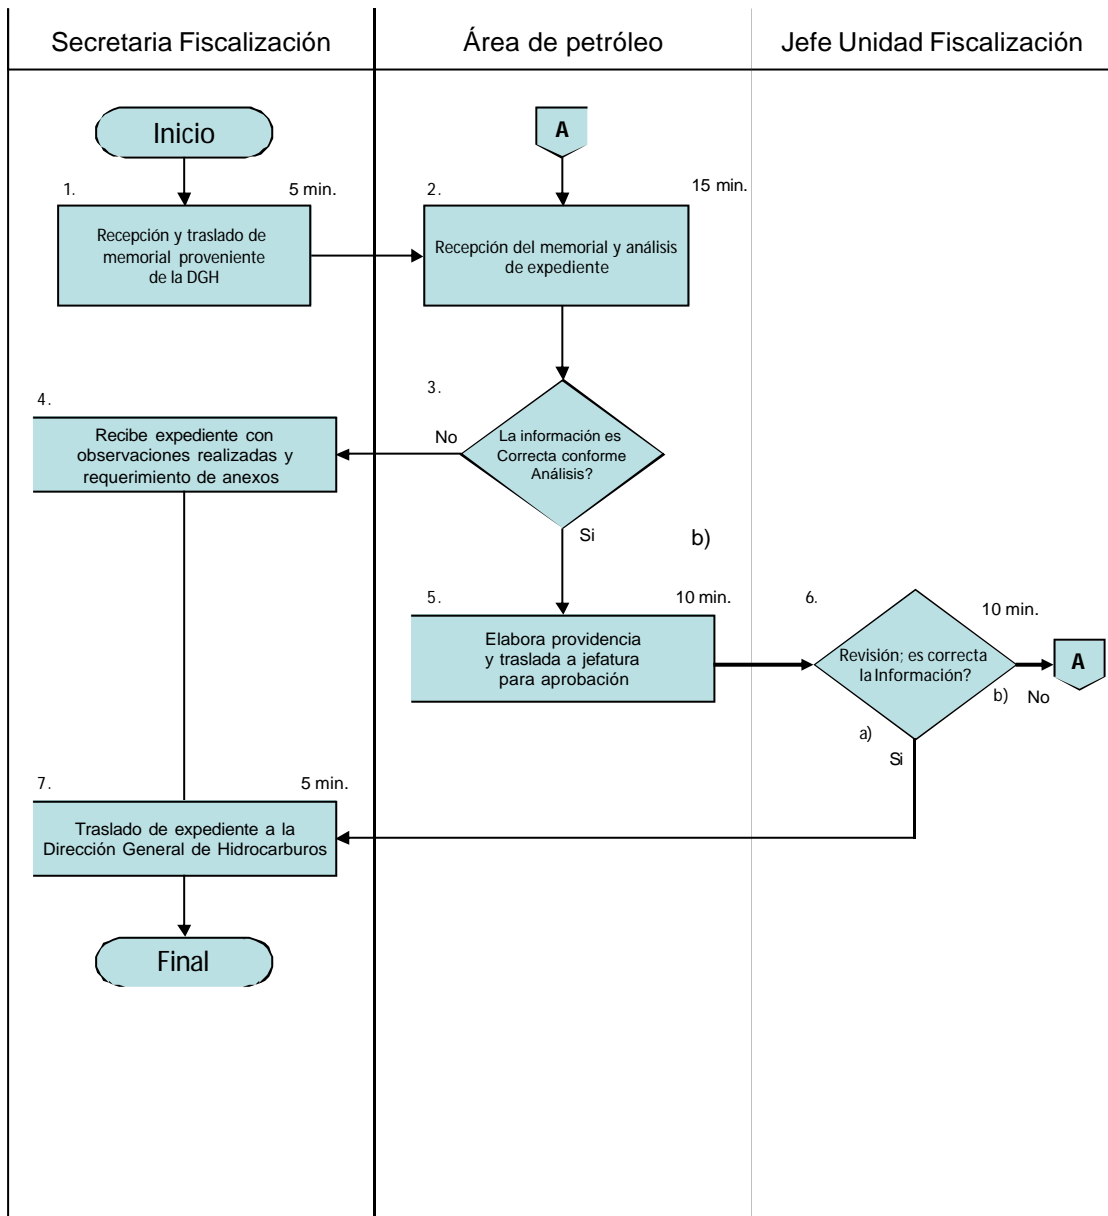 Secretaria Fiscalización
Área de petróleo
Jefe Unidad Fiscalización
Inicio
A
1.
5 min.
2.
15 min.
Recepción y traslado de
memorial proveniente
de la DGH
Recepción del memorial y análisis
de expediente
3.
4.
No
La información es
Correcta conforme
Análisis?
Recibe expediente con
observaciones realizadas y
requerimiento de anexos
Si
b)
5.
10 min.
6.
10 min.
Elabora providencia
y traslada a jefatura
para aprobación
Revisión; es correcta
la Información?
A
b)
No
a)
Si
7.
5 min.
Traslado de expediente a la
Dirección General de Hidrocarburos
Final